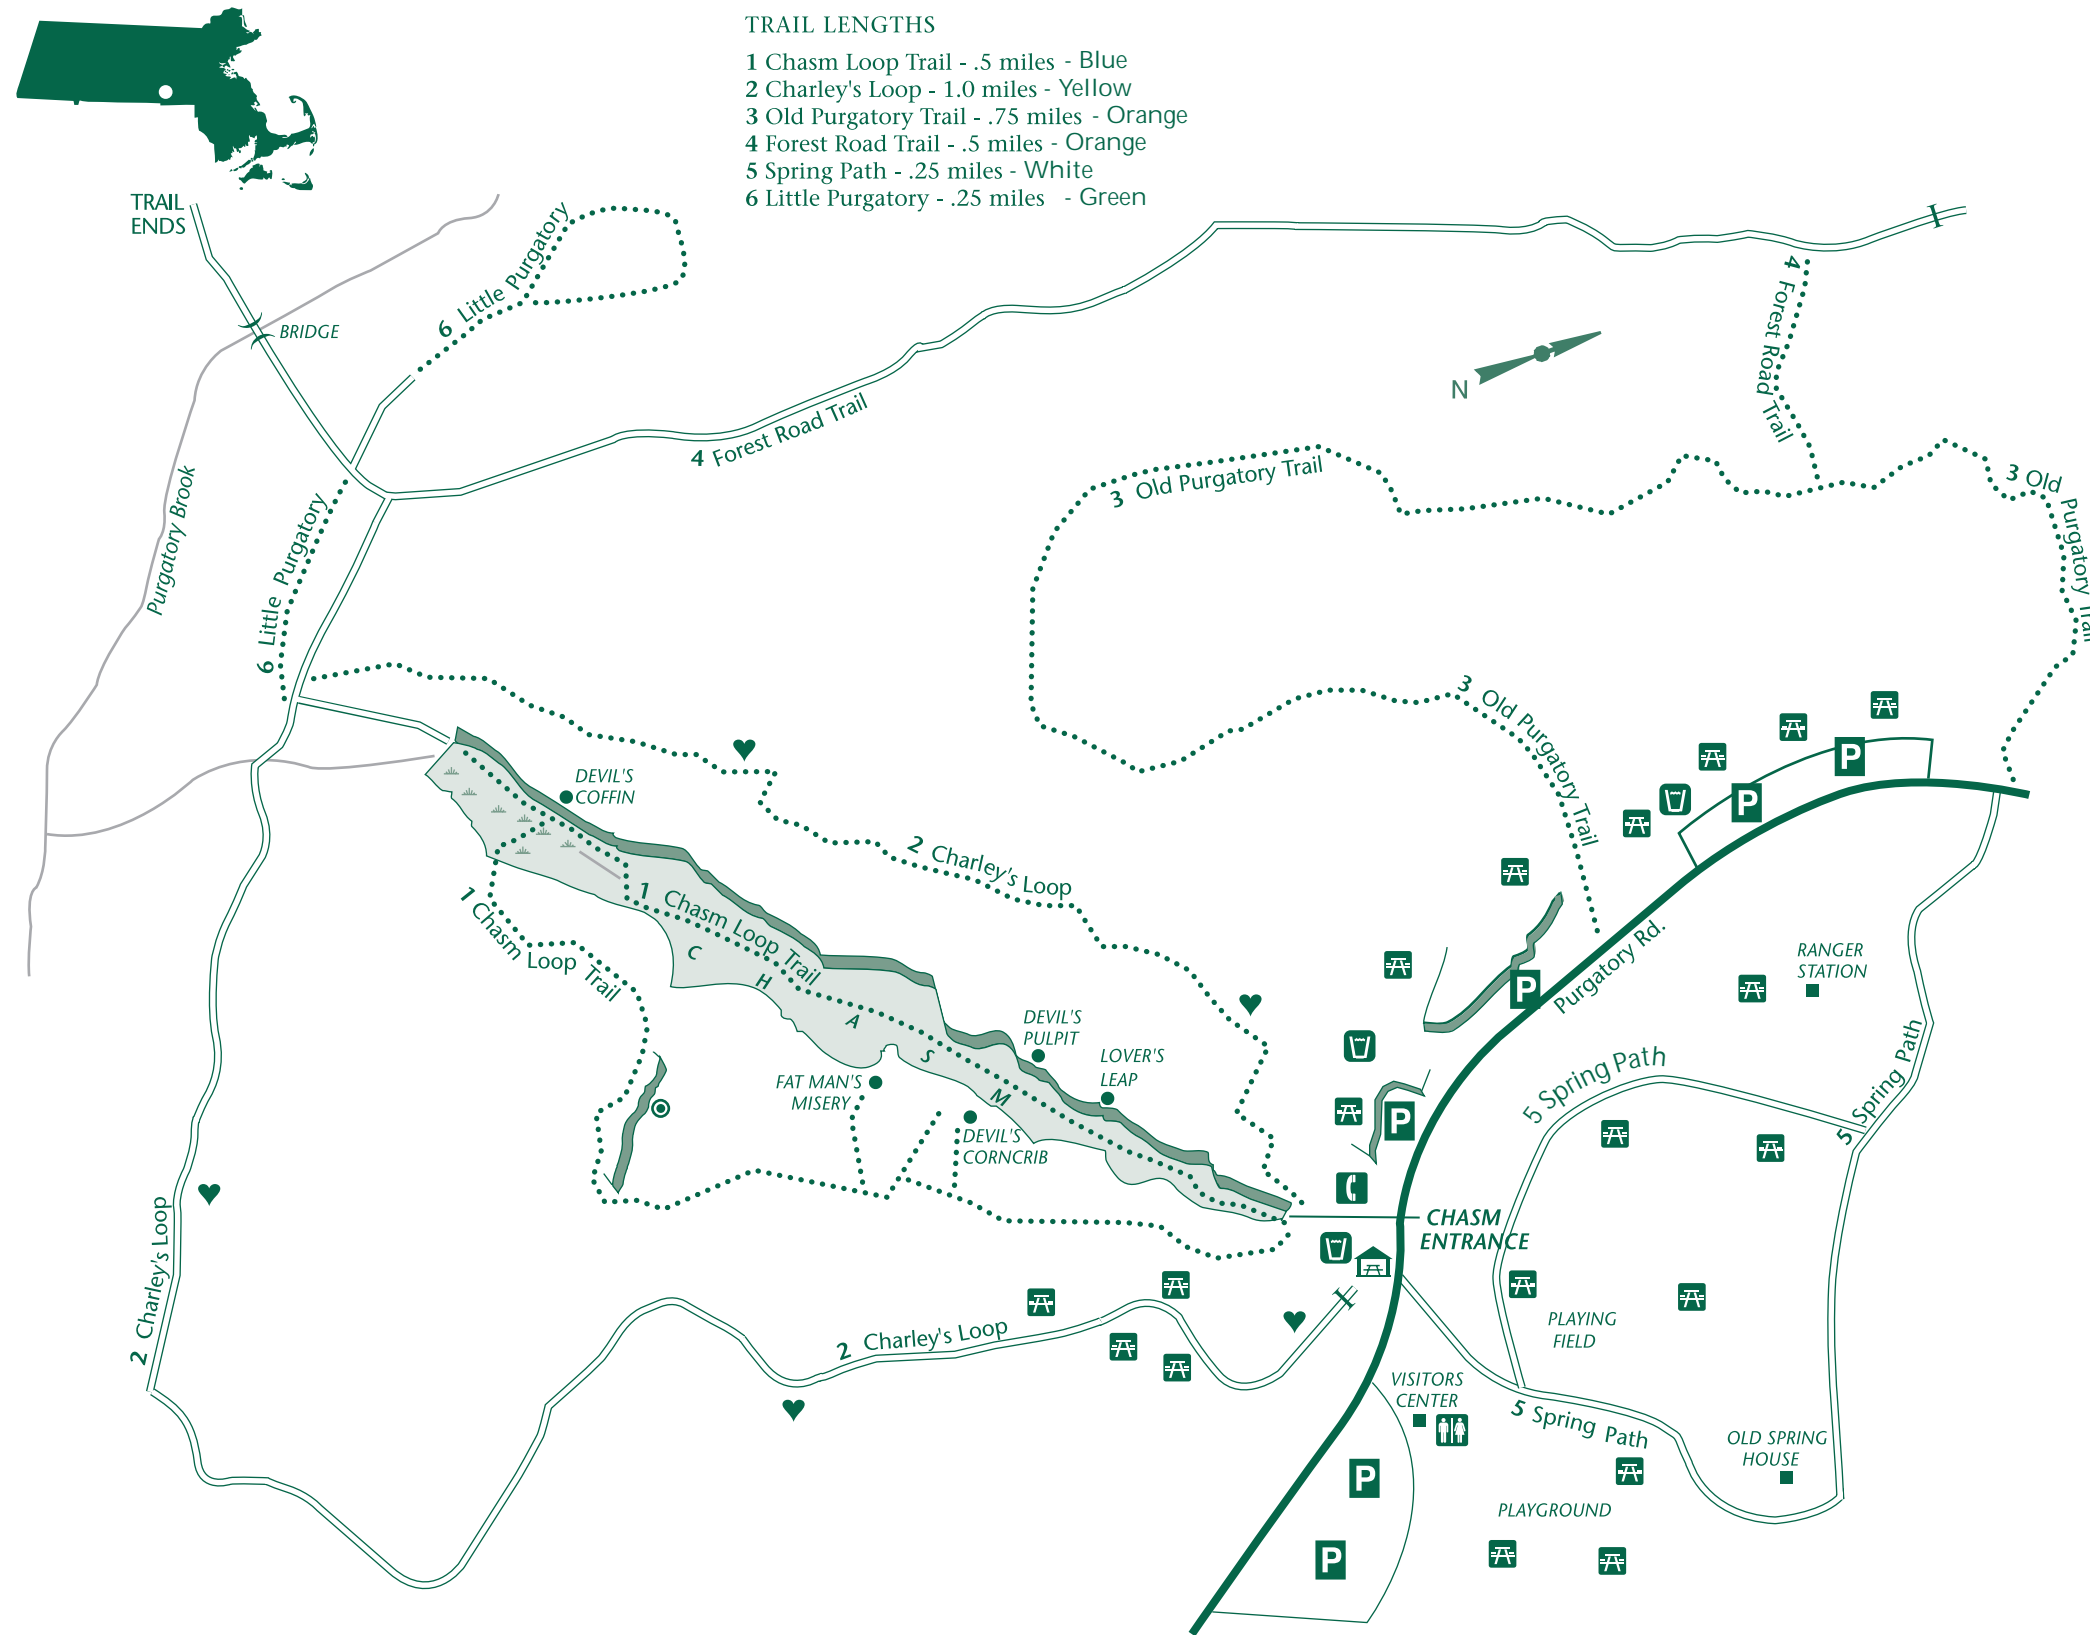 TRAIL LENGTHS
1 Chasm Loop Trail - .5 miles - Blue
2 Charley's Loop - 1.0 miles - Yellow
3 Old Purgatory Trail - .75 miles - Orange
4 Forest Road Trail - .5 miles - Orange
5 Spring Path - .25 miles - White
6 Little Purgatory - .25 miles - Green
TRAIL
ENDS
6 Little Purgatory
BRIDGE
4 Forest Road Trail
N
4 Forest Road Trail
3 Old Purgatory Trail
3 Old Purgatory Trail
Purgatory Brook
6 Little Purgatory
3 Old Purgatory Trail
P
P
DEVIL'S
COFFIN
2 Charley's Loop
1 Chasm Loop Trail
1 Chasm Loop Trail
CHASM
P
Purgatory Rd.
RANGER
STATION
DEVIL'S
PULPIT
LOVER'S
LEAP
FAT MAN'S
MISERY
DEVIL'S
CORNCRIB
P
5 Spring Path
5 Spring Path
CHASM
ENTRANCE
2 Charley's Loop
2 Charley's Loop
PLAYING
FIELD
VISITORS
CENTER
5 Spring Path
OLD SPRING
HOUSE
P
PLAYGROUND
P